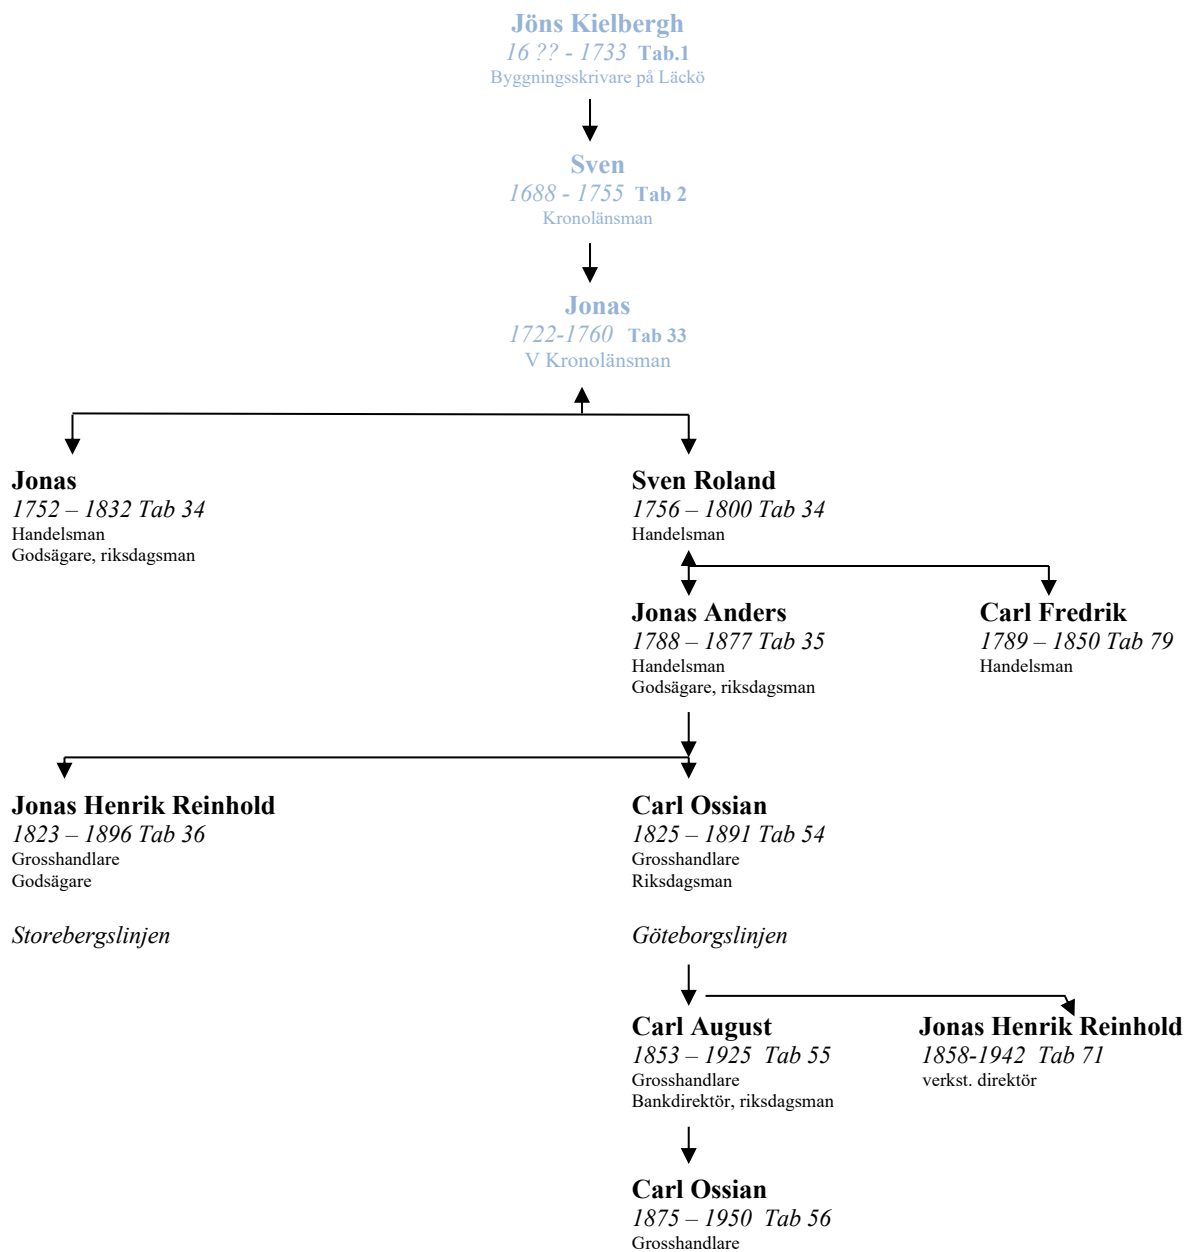 Jöns Kielbergh
16 ?? - 1733 Tab.1
Byggningsskrivare på Läckö
Sven
1688 - 1755 Tab 2
Kronolänsman
Jonas
1722-1760 Tab 33
V Kronolänsman
Jonas
1752 – 1832 Tab 34
Handelsman
Godsägare, riksdagsman
Sven Roland
1756 – 1800 Tab 34
Handelsman
Jonas Anders
1788 – 1877 Tab 35
Handelsman
Godsägare, riksdagsman
Carl Fredrik
1789 – 1850 Tab 79
Handelsman
Jonas Henrik Reinhold
1823 – 1896 Tab 36
Grosshandlare
Godsägare
Storebergslinjen
Carl Ossian
1825 – 1891 Tab 54
Grosshandlare
Riksdagsman
Göteborgslinjen
Carl August
1853 – 1925 Tab 55
Grosshandlare
Bankdirektör, riksdagsman
Jonas Henrik Reinhold
1858-1942 Tab 71
verkst. direktör
Carl Ossian
1875 – 1950 Tab 56
Grosshandlare